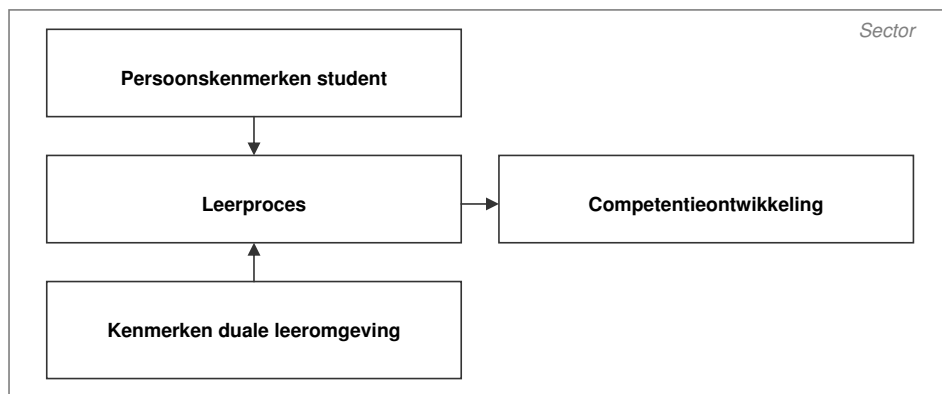 Sector
Persoonskenmerken student
Leerproces
Competentieontwikkeling
Kenmerken duale leeromgeving